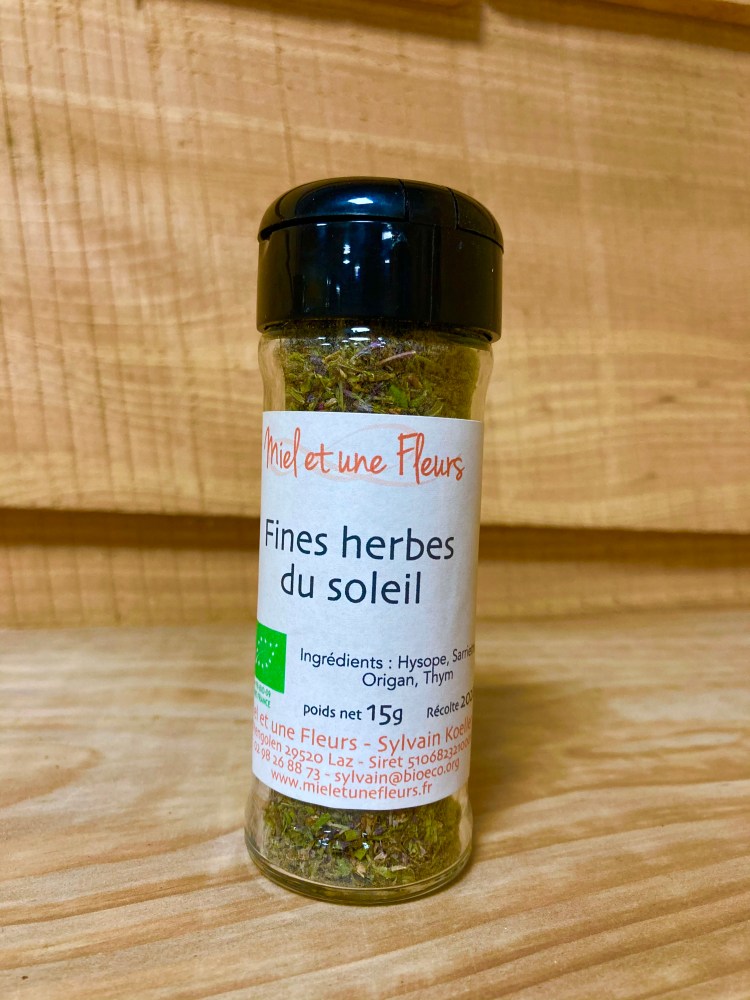 Miel et une Fleurs
Fines herbes
du soleil
Ingrédients : Hysope,
Origan, Thym
poids net 15g Récolte
et une Fleurs - Sylvain
29520 Laz - Siret
02 98 26 88 73 - sylvain@bioeco.org
www.mieletunefleurs.fr